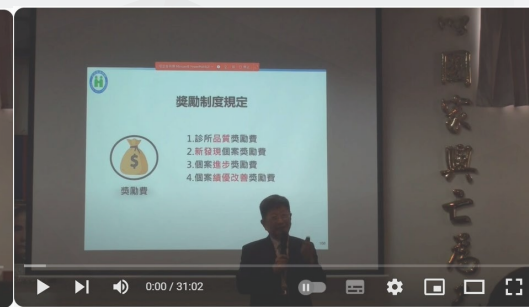 獎勵制度規定
1.診所品質獎勵費
2.新發現個案獎勵費
3.個案進步獎勵費
4.個案績優改善獎勵費
獎勵費
以國家興亡為
0:00 / 31:02